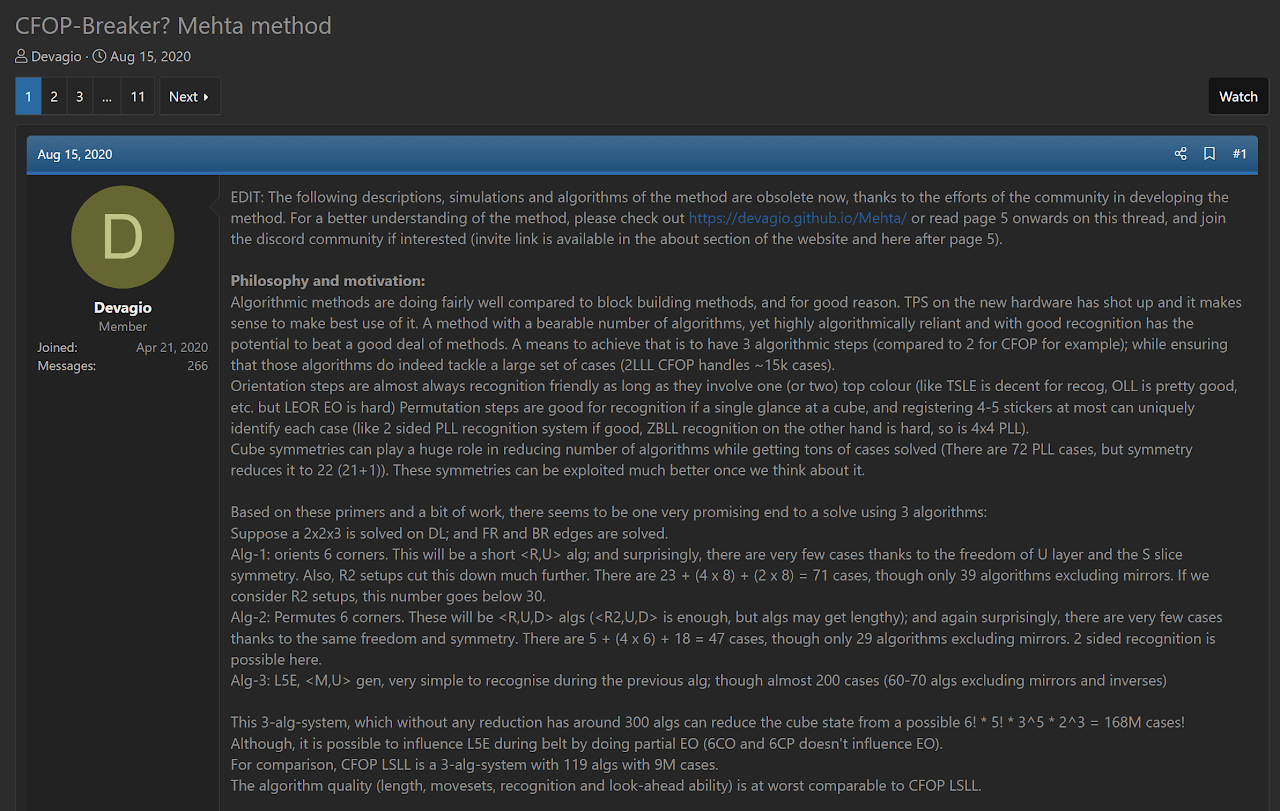 CFOP-Breaker? Mehta method
Devagio · Aug 15, 2020
1 2 3 ... 11 Next
Watch
Aug 15, 2020
#1
D
Devagio
Member
Joined: Apr 21, 2020
Messages: 266
EDIT: The following descriptions, simulations and algorithms of the method are obsolete now, thanks to the efforts of the community in developing the
method. For a better understanding of the method, please check out https://devagio.github.io/Mehta/ or read page 5 onwards on this thread, and join
the discord community if interested (invite link is available in the about section of the website and here after page 5).
Philosophy and motivation:
Algorithmic methods are doing fairly well compared to block building methods, and for good reason. TPS on the new hardware has shot up and it makes
sense to make best use of it. A method with a bearable number of algorithms, yet highly algorithmically reliant and with good recognition has the
potential to beat a good deal of methods. A means to achieve that is to have 3 algorithmic steps (compared to 2 for CFOP for example); while ensuring
that those algorithms do indeed tackle a large set of cases (2LLL CFOP handles ~15k cases).
Orientation steps are almost always recognition friendly as long as they involve one (or two) top colour (like TSLE is decent for recog, OLL is pretty good,
etc. but LEOR EO is hard) Permutation steps are good for recognition if a single glance at a cube, and registering 4-5 stickers at most can uniquely
identify each case (like 2 sided PLL recognition system if good, ZBLL recognition on the other hand is hard, so is 4x4 PLL).
Cube symmetries can play a huge role in reducing number of algorithms while getting tons of cases solved (There are 72 PLL cases, but symmetry
reduces it to 22 (21+1)). These symmetries can be exploited much better once we think about it.
Based on these primers and a bit of work, there seems to be one very promising end to a solve using 3 algorithms:
Suppose a 2x2x3 is solved on DL; and FR and BR edges are solved.
Alg-1: orients 6 corners. This will be a short <R,U> alg; and surprisingly, there are very few cases thanks to the freedom of U layer and the S slice
symmetry. Also, R2 setups cut this down much further. There are 23 + (4 x 8) + (2 x 8) = 71 cases, though only 39 algorithms excluding mirrors. If we
consider R2 setups, this number goes below 30.
Alg-2: Permutes 6 corners. These will be <R,U,D> algs (<R2,U,D> is enough, but algs may get lengthy); and again surprisingly, there are very few cases
thanks to the same freedom and symmetry. There are 5 + (4 x 6) + 18 = 47 cases, though only 29 algorithms excluding mirrors. 2 sided recognition is
possible here.
Alg-3: L5E, <M,U> gen, very simple to recognise during the previous alg; though almost 200 cases (60-70 algs excluding mirrors and inverses)
This 3-alg-system, which without any reduction has around 300 algs can reduce the cube state from a possible 6! * 5! * 3^5 * 2^3 = 168M cases!
Although, it is possible to influence L5E during belt by doing partial EO (6CO and 6CP doesn't influence EO).
For comparison, CFOP LSLL is a 3-alg-system with 119 algs with 9M cases.
The algorithm quality (length, movesets, recognition and look-ahead ability) is at worst comparable to CFOP LSLL.